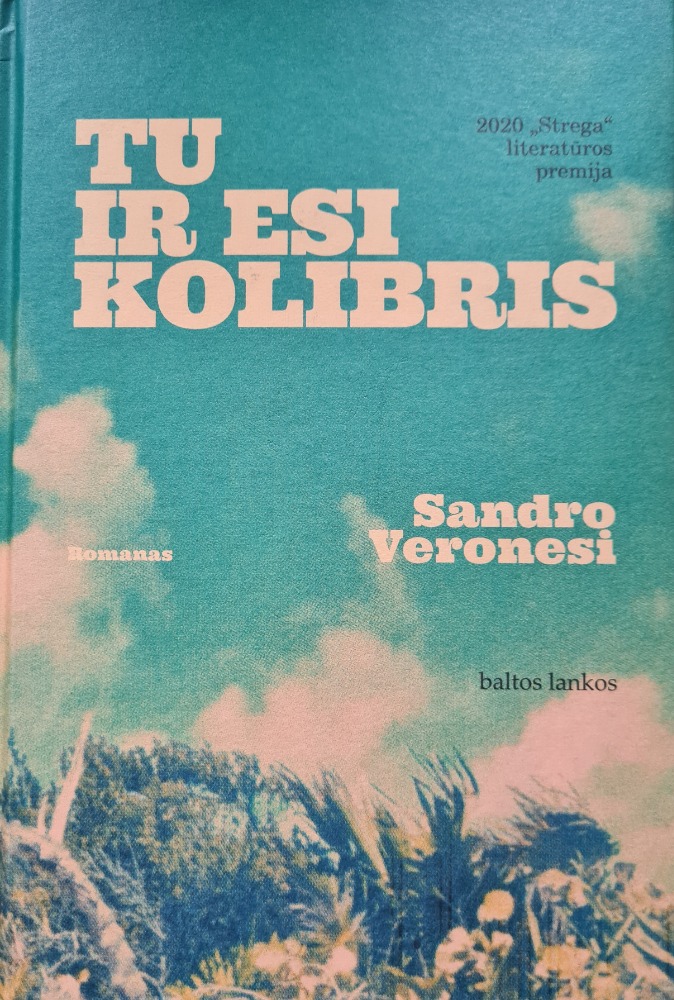 TU
IR ESI
KOLIBRIS
2020 „Strega“
literatūros
premija
Sandro
Veronesi
Romanas
baltos lankos